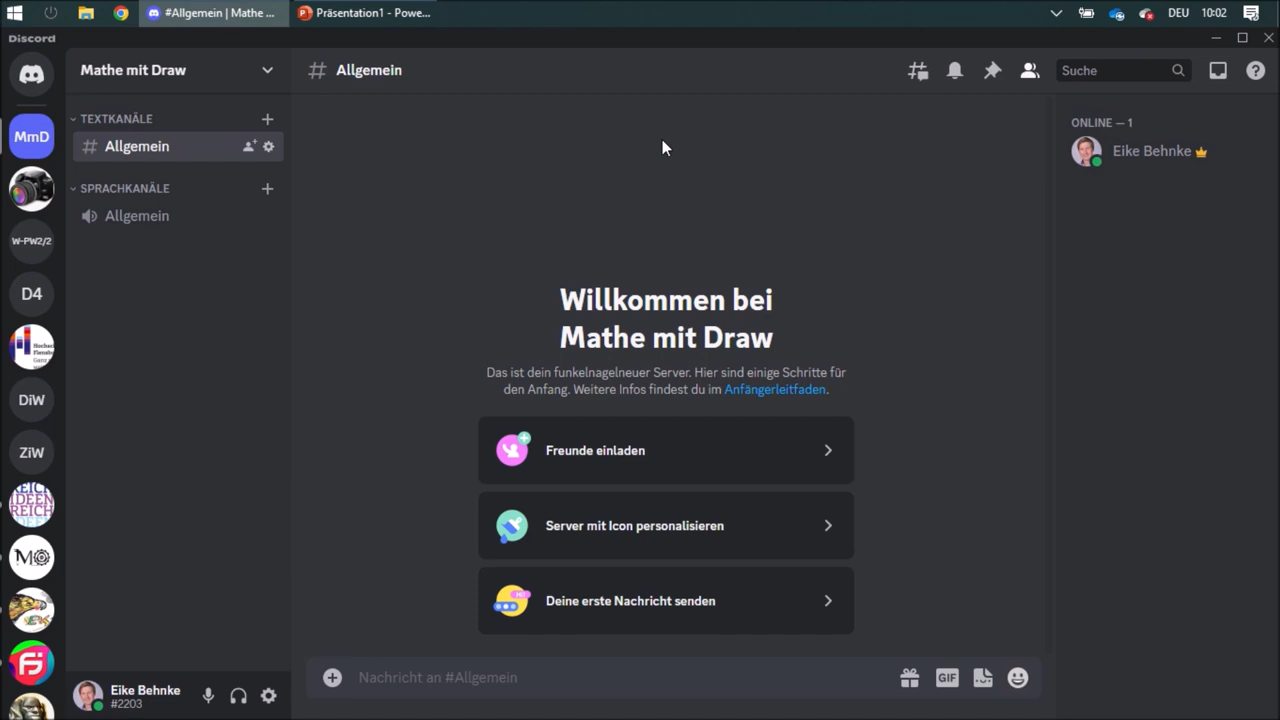 #Allgemein | Mathe ...
Präsentation1 - Powe...
DEU
10:02
Discord
Mathe mit Draw
# Allgemein
Suche
TEXTKANÄLE
# Allgemein
SPRACHKANÄLE
Allgemein
MmD
W-PW2/2
D4
DiW
ZiW
ONLINE — 1
Eike Behnke
Willkommen bei
Mathe mit Draw
Das ist dein funkelnagelneuer Server. Hier sind einige Schritte für
den Anfang. Weitere Infos findest du im Anfängerleitfaden.
Freunde einladen
Server mit Icon personalisieren
Deine erste Nachricht senden
Eike Behnke
#2203
Nachricht an #Allgemein
GIF